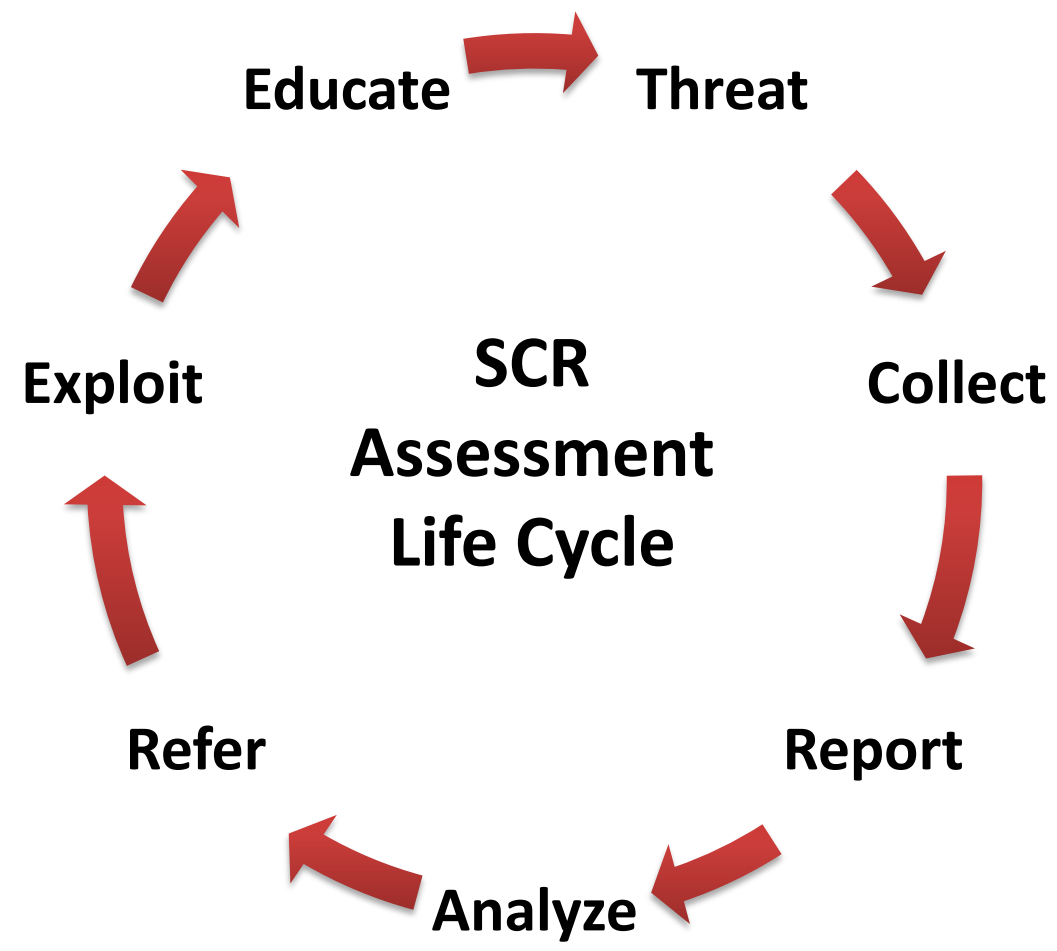 Educate
Threat
Collect
Report
Analyze
Refer
Exploit
SCR
Assessment
Life Cycle